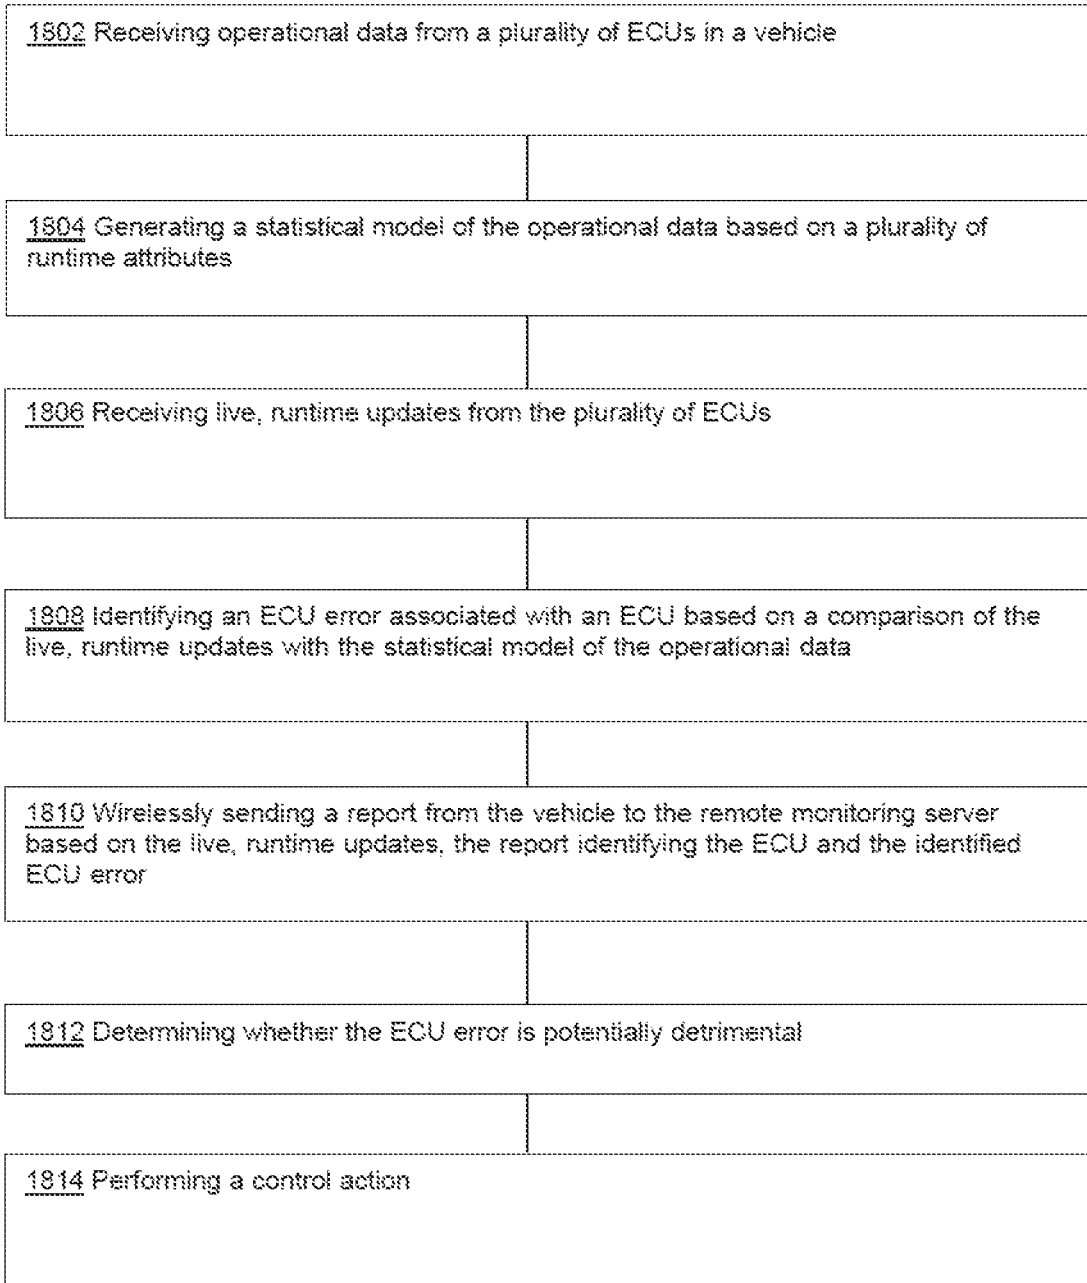 1802 Receiving operational data from a plurality of ECUs in a vehicle
1804 Generating a statistical model of the operational data based on a plurality of
runtime attributes
1806 Receiving live, runtime updates from the plurality of ECUs
1808 Identifying an ECU error associated with an ECU based on a comparison of the
live, runtime updates with the statistical model of the operational data
1810 Wirelessly sending a report from the vehicle to the remote monitoring server
based on the live, runtime updates, the report identifying the ECU and the identified
ECU error
1812 Determining whether the ECU error is potentially detrimental
1814 Performing a control action